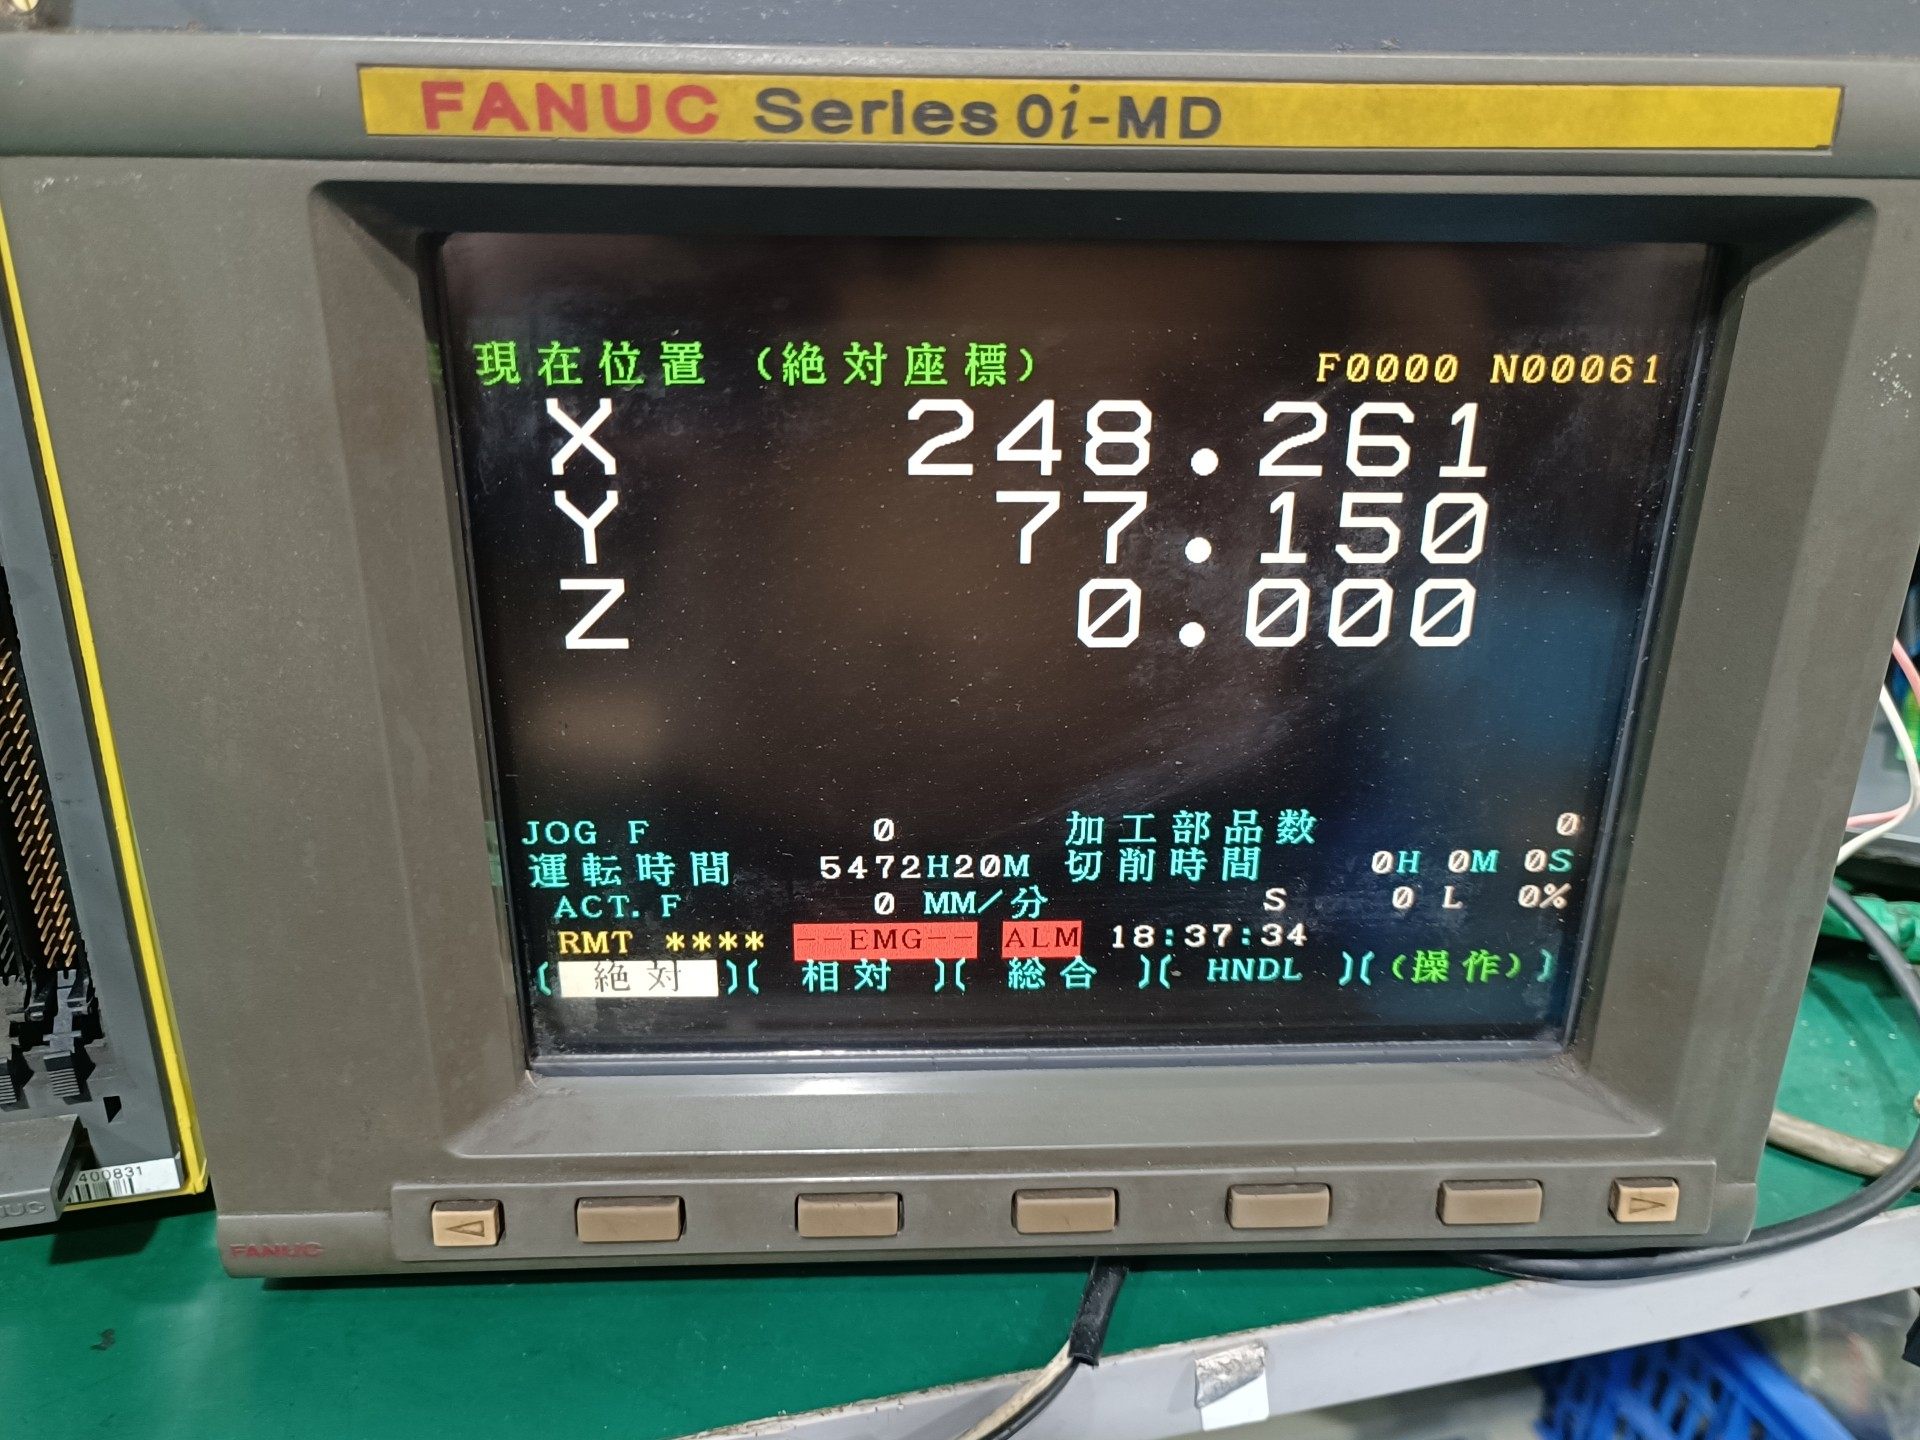 FANUC Series 0i-MD
現在位置 (絶対座標) F0000 N00061
X 248.261
Y 77.150
Z 0.000
JOG F 0 加工部品数 0
運転時間 5472H20M 切削時間 0H 0M 0S
ACT. F 0 MM/分 S 0 L 0%
RMT **** --EMG-- ALM 18:37:34
( 絶対 )( 相対 )( 総合 )( HNDL )( (操作) )
400831
FANUC